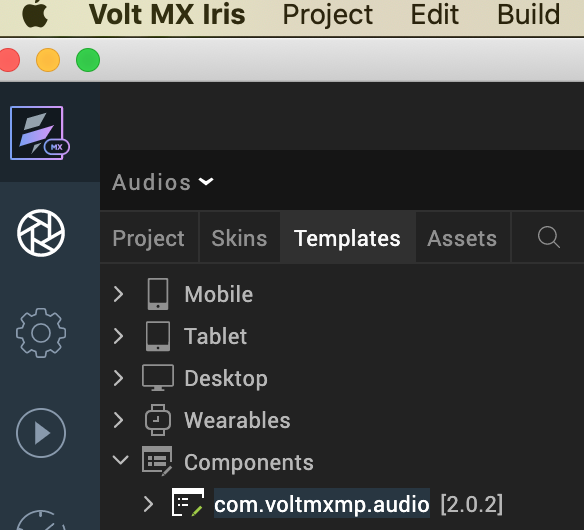 Volt MX Iris Project Edit Build
MX
Audios
Project Skins Templates Assets
Mobile
Tablet
Desktop
Wearables
Components
com.voltmxmp.audio [2.0.2]